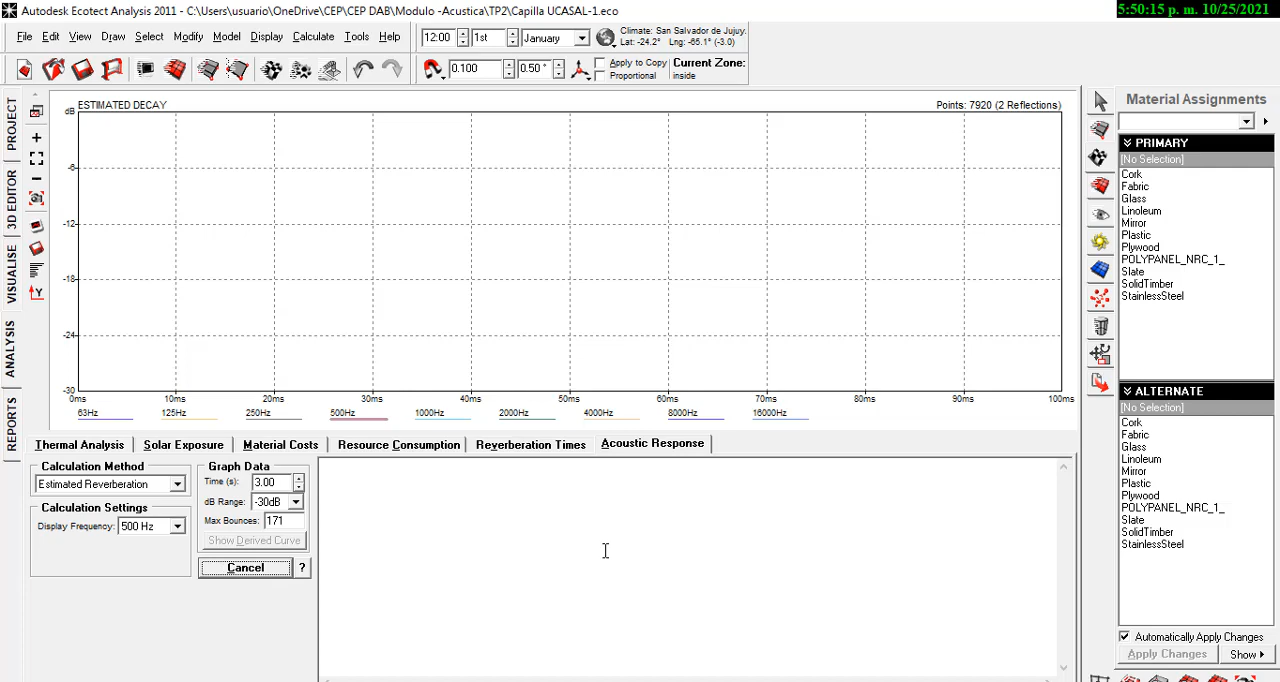 Autodesk Ecotect Analysis 2011 - C:\Users\usuario\OneDrive\CEP\CEP DAB\Modulo -Acustica\TP2\Capilla UCASAL-1.eco
5:50:15 p. m. 10/25/2021
File Edit View Draw Select Modify Model Display Calculate Tools Help
12:00 1st January
Climate: San Salvador de Jujuy,
Lat: -24.2° Lng: -65.1° (-3.0)
0.100 0.50 °
Apply to Copy
Proportional
Current Zone:
inside
PROJECT
3D EDITOR
VISUALISE
ANALYSIS
REPORTS
dB ESTIMATED DECAY Points: 7920 (2 Reflections)
-6
-12
-18
-24
-30
0ms 10ms 20ms 30ms 40ms 50ms 60ms 70ms 80ms 90ms 100ms
63Hz 125Hz 250Hz 500Hz 1000Hz 2000Hz 4000Hz 8000Hz 16000Hz
Thermal Analysis Solar Exposure Material Costs Resource Consumption Reverberation Times Acoustic Response
Calculation Method
Estimated Reverberation
Calculation Settings
Display Frequency: 500 Hz
Graph Data
Time (s): 3.00
dB Range: -30dB
Max Bounces: 171
Show Derived Curve
Cancel ?
Material Assignments
PRIMARY
[No Selection]
Cork
Fabric
Glass
Linoleum
Mirror
Plastic
Plywood
POLYPANEL_NRC_1_
Slate
SolidTimber
StainlessSteel
ALTERNATE
[No Selection]
Cork
Fabric
Glass
Linoleum
Mirror
Plastic
Plywood
POLYPANEL_NRC_1_
Slate
SolidTimber
StainlessSteel
Automatically Apply Changes
Apply Changes Show